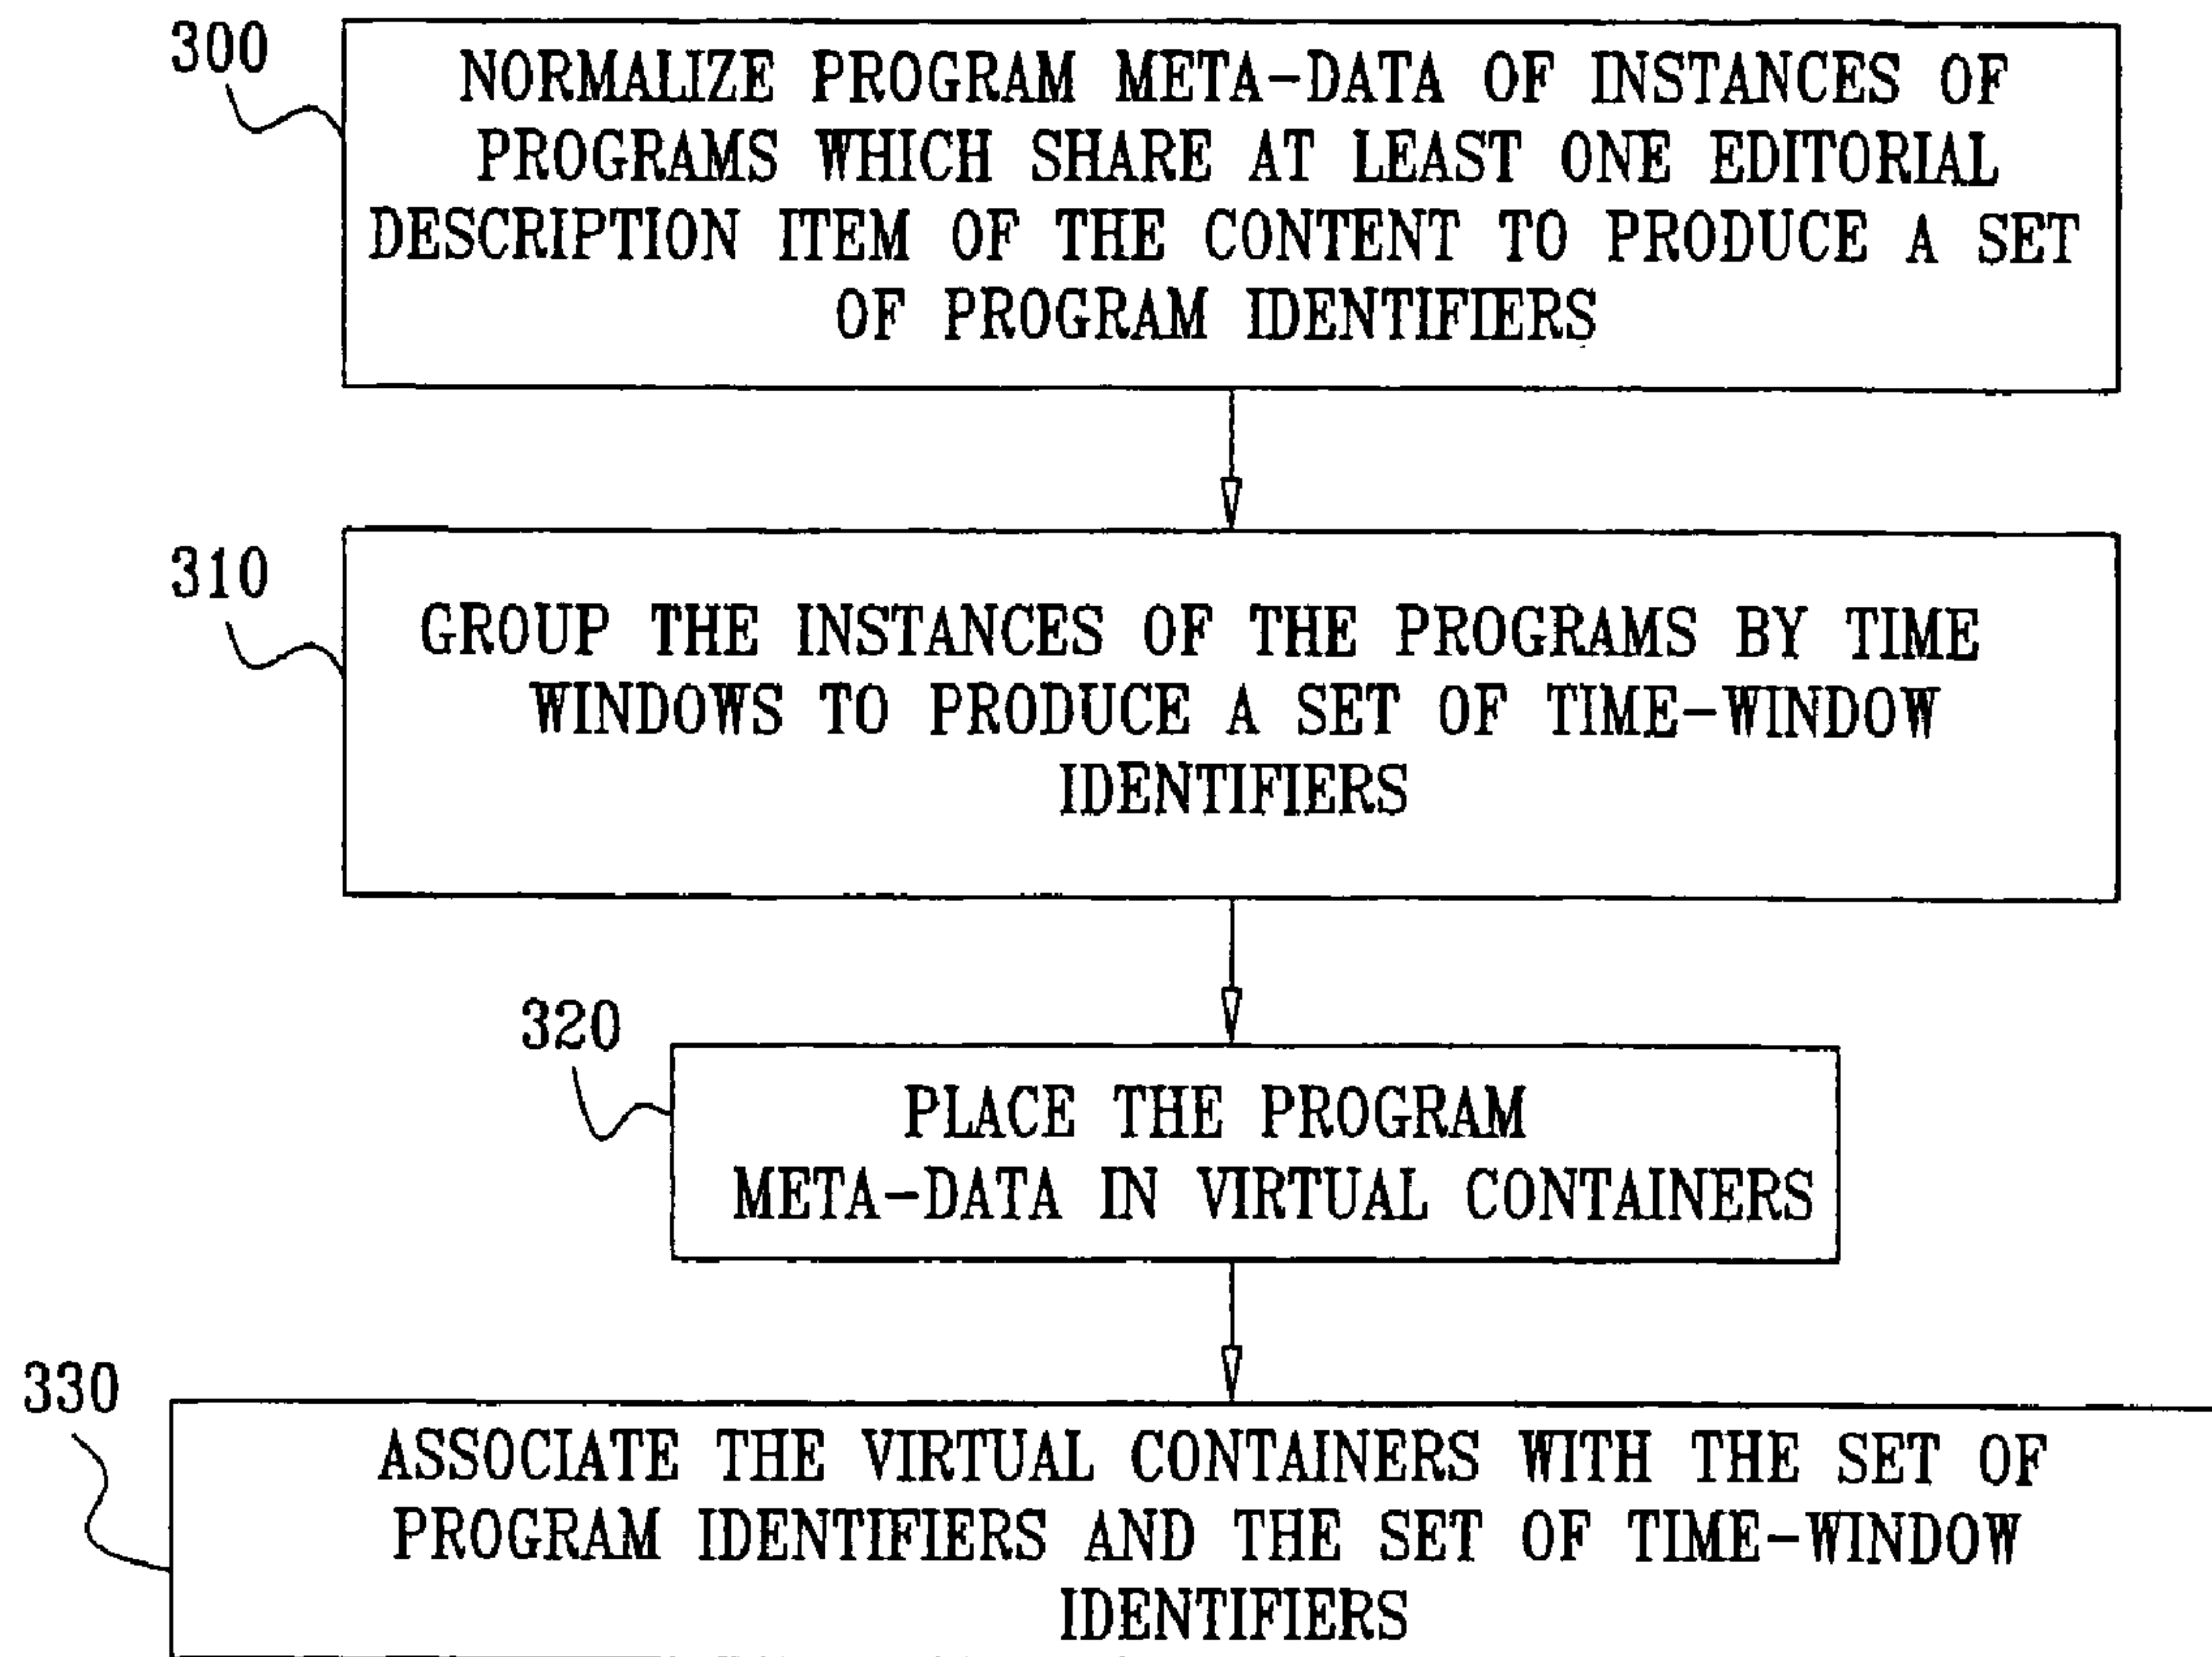 300
NORMALIZE PROGRAM META-DATA OF INSTANCES OF
PROGRAMS WHICH SHARE AT LEAST ONE EDITORIAL
DESCRIPTION ITEM OF THE CONTENT TO PRODUCE A SET
OF PROGRAM IDENTIFIERS
310
GROUP THE INSTANCES OF THE PROGRAMS BY TIME
WINDOWS TO PRODUCE A SET OF TIME-WINDOW
IDENTIFIERS
320
PLACE THE PROGRAM
META-DATA IN VIRTUAL CONTAINERS
330
ASSOCIATE THE VIRTUAL CONTAINERS WITH THE SET OF
PROGRAM IDENTIFIERS AND THE SET OF TIME-WINDOW
IDENTIFIERS